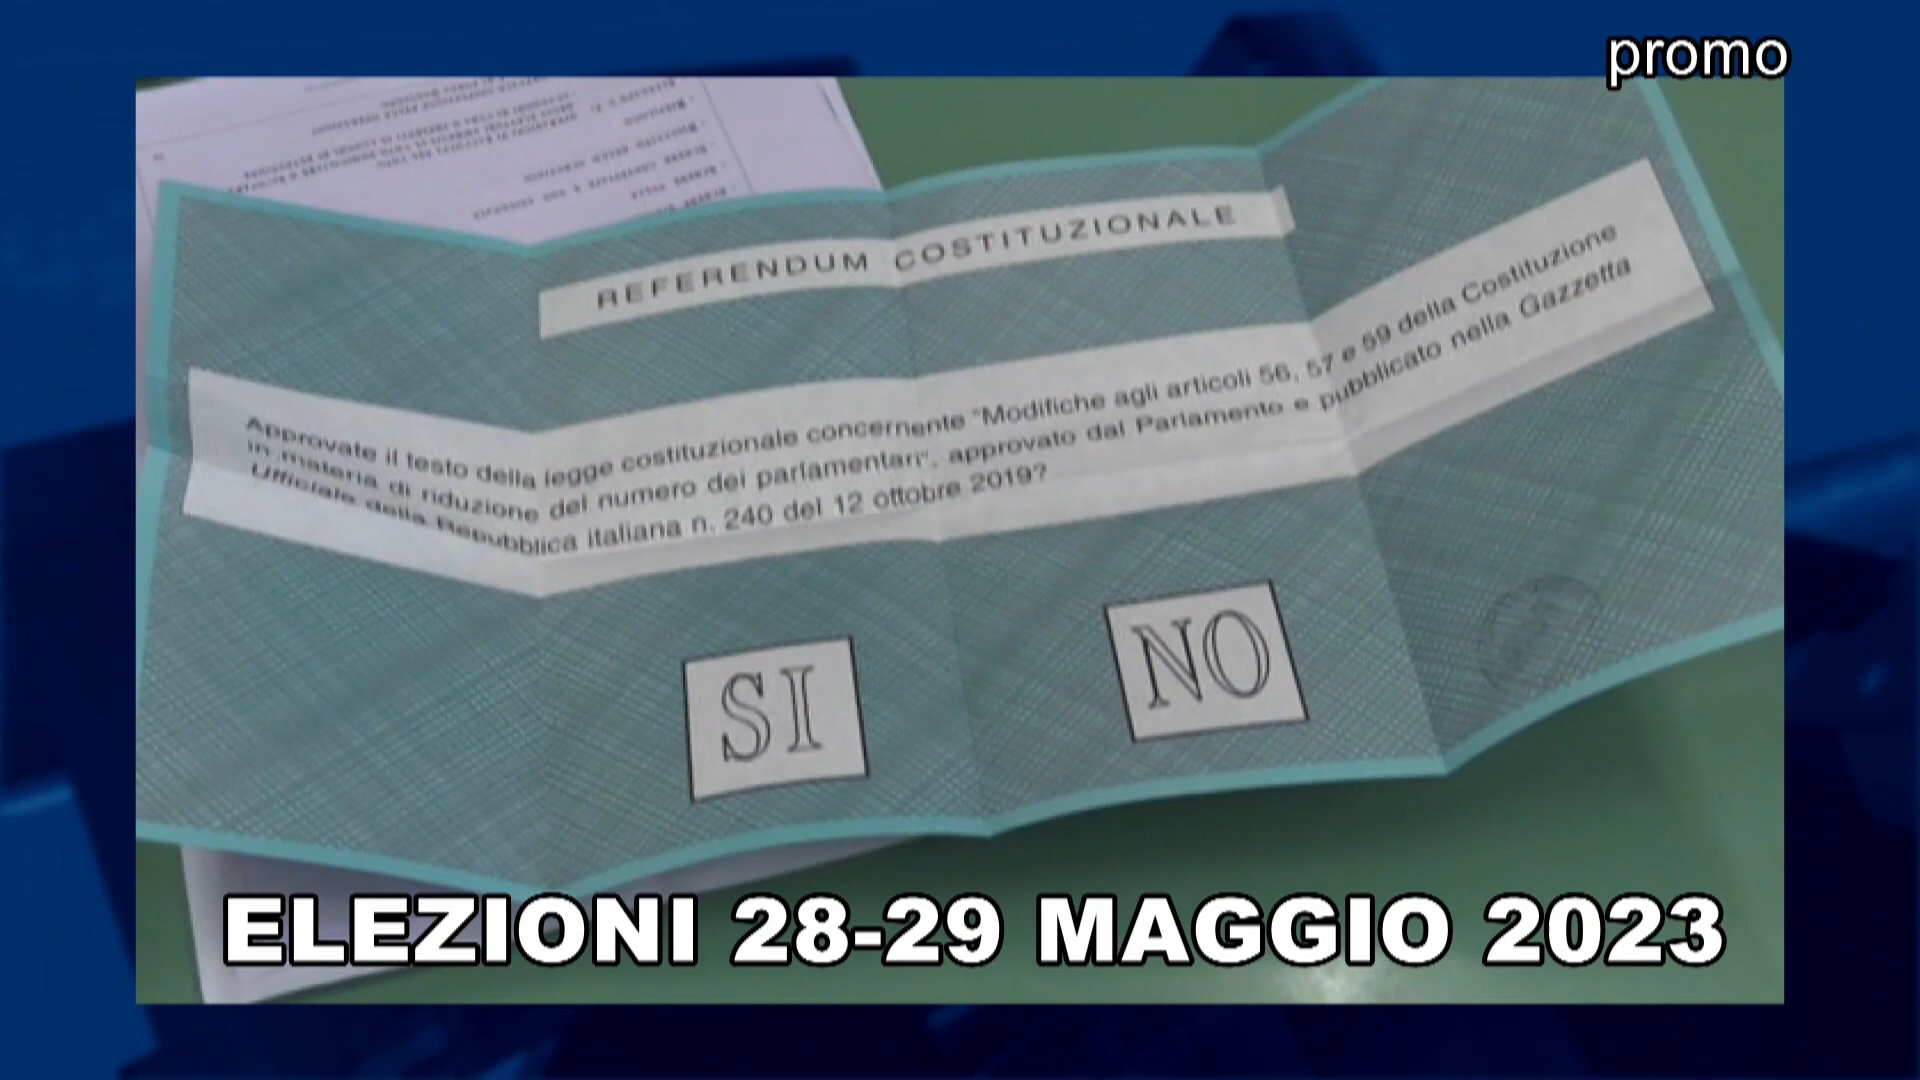 promo
REFERENDUM COSTITUZIONALE
Approvate il testo della legge costituzionale concernente "Modifiche agli articoli 56, 57 e 59 della Costituzione
in materia di riduzione del numero dei parlamentari", approvato dal Parlamento e pubblicato nella Gazzetta
Ufficiale della Repubblica italiana n. 240 del 12 ottobre 2019?
SI
NO
ELEZIONI 28-29 MAGGIO 2023